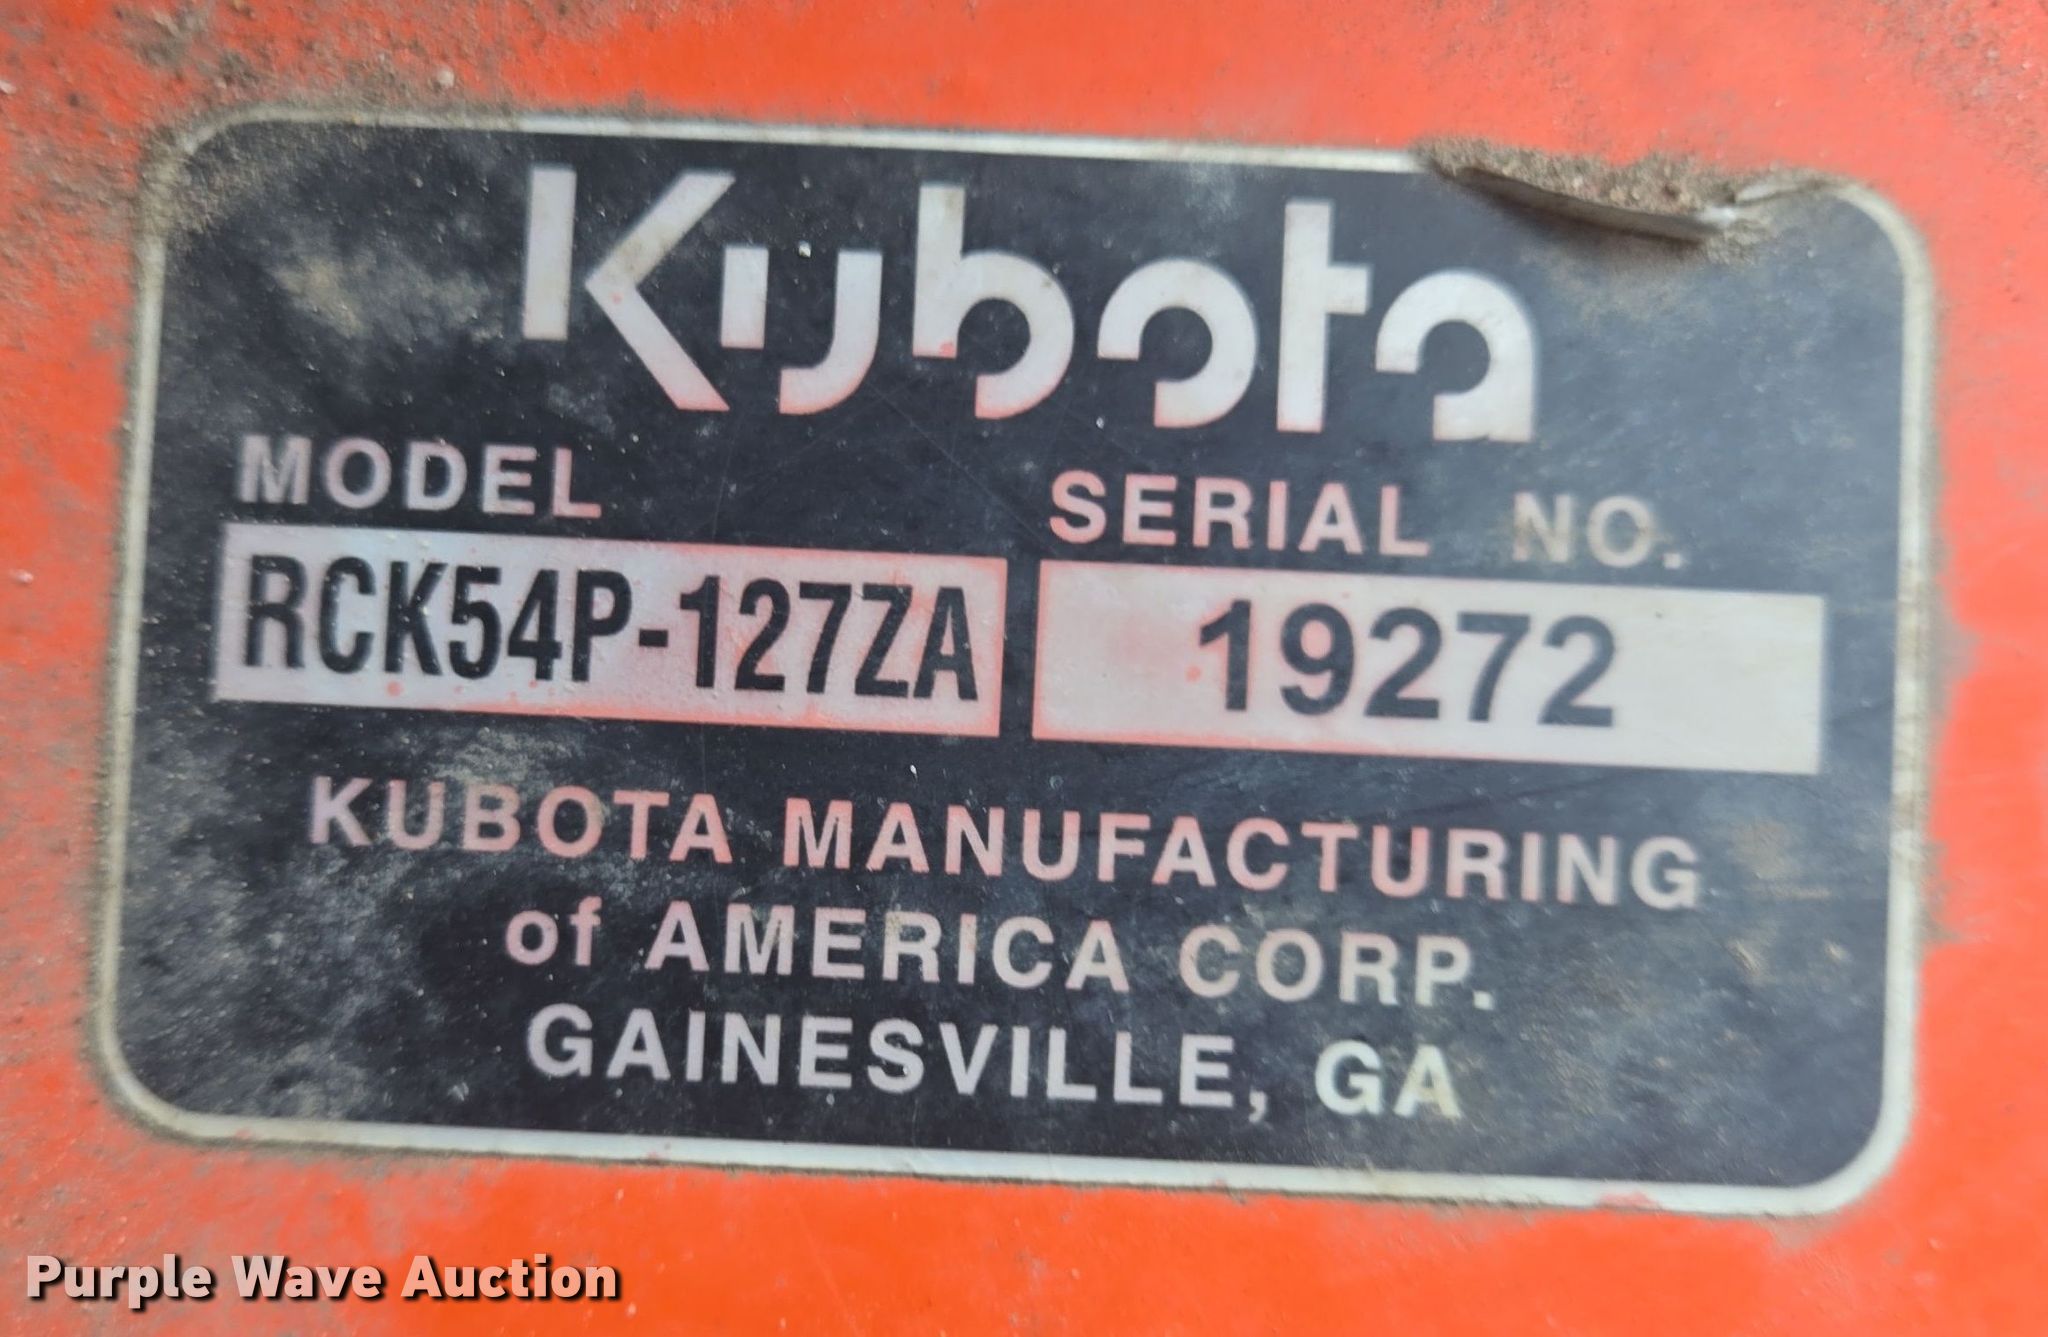 Kubota
MODEL SERIAL NO.
RCK54P-127ZA 19272
KUBOTA MANUFACTURING
of AMERICA CORP.
GAINESVILLE, GA
Purple Wave Auction